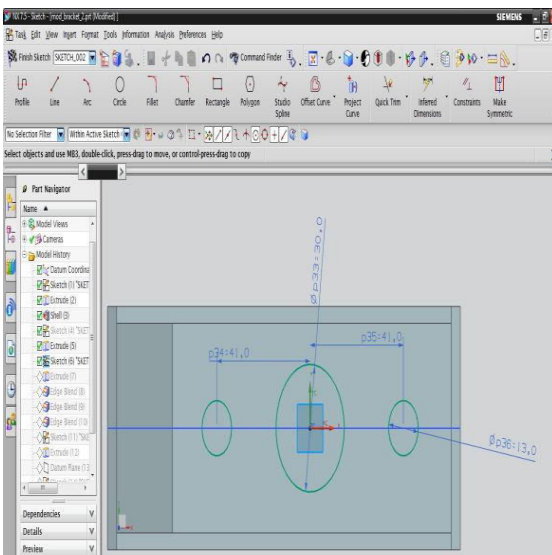 NX 7.5 - Sketch - [mod_bracket_2.prt (Modified) ]
SIEMENS
Task Edit View Insert Format Tools Information Analysis Preferences Help
Finish Sketch SKETCH_002 Command Finder
Profile Line Arc Circle Fillet Chamfer Rectangle Polygon Studio Spline Offset Curve Project Curve Quick Trim Inferred Dimensions Constraints Make Symmetric
No Selection Filter Within Active Sketch
Select objects and use MB3, double-click, press-drag to move, or control-press-drag to copy
Part Navigator
Name
Model Views
Cameras
Model History
Datum Coordina
Sketch (1) "SKET
Extrude (2)
Shell (3)
Sketch (4) "SKET
Extrude (5)
Sketch (6) "SKET
Extrude (7)
Edge Blend (8)
Edge Blend (9)
Edge Blend (10)
Sketch (11) "SKE
Extrude (12)
Datum Plane (13
Dependencies
Details
Preview
Ø p33=30,0
p34=41,0
p35=41,0
Øp36=13,0